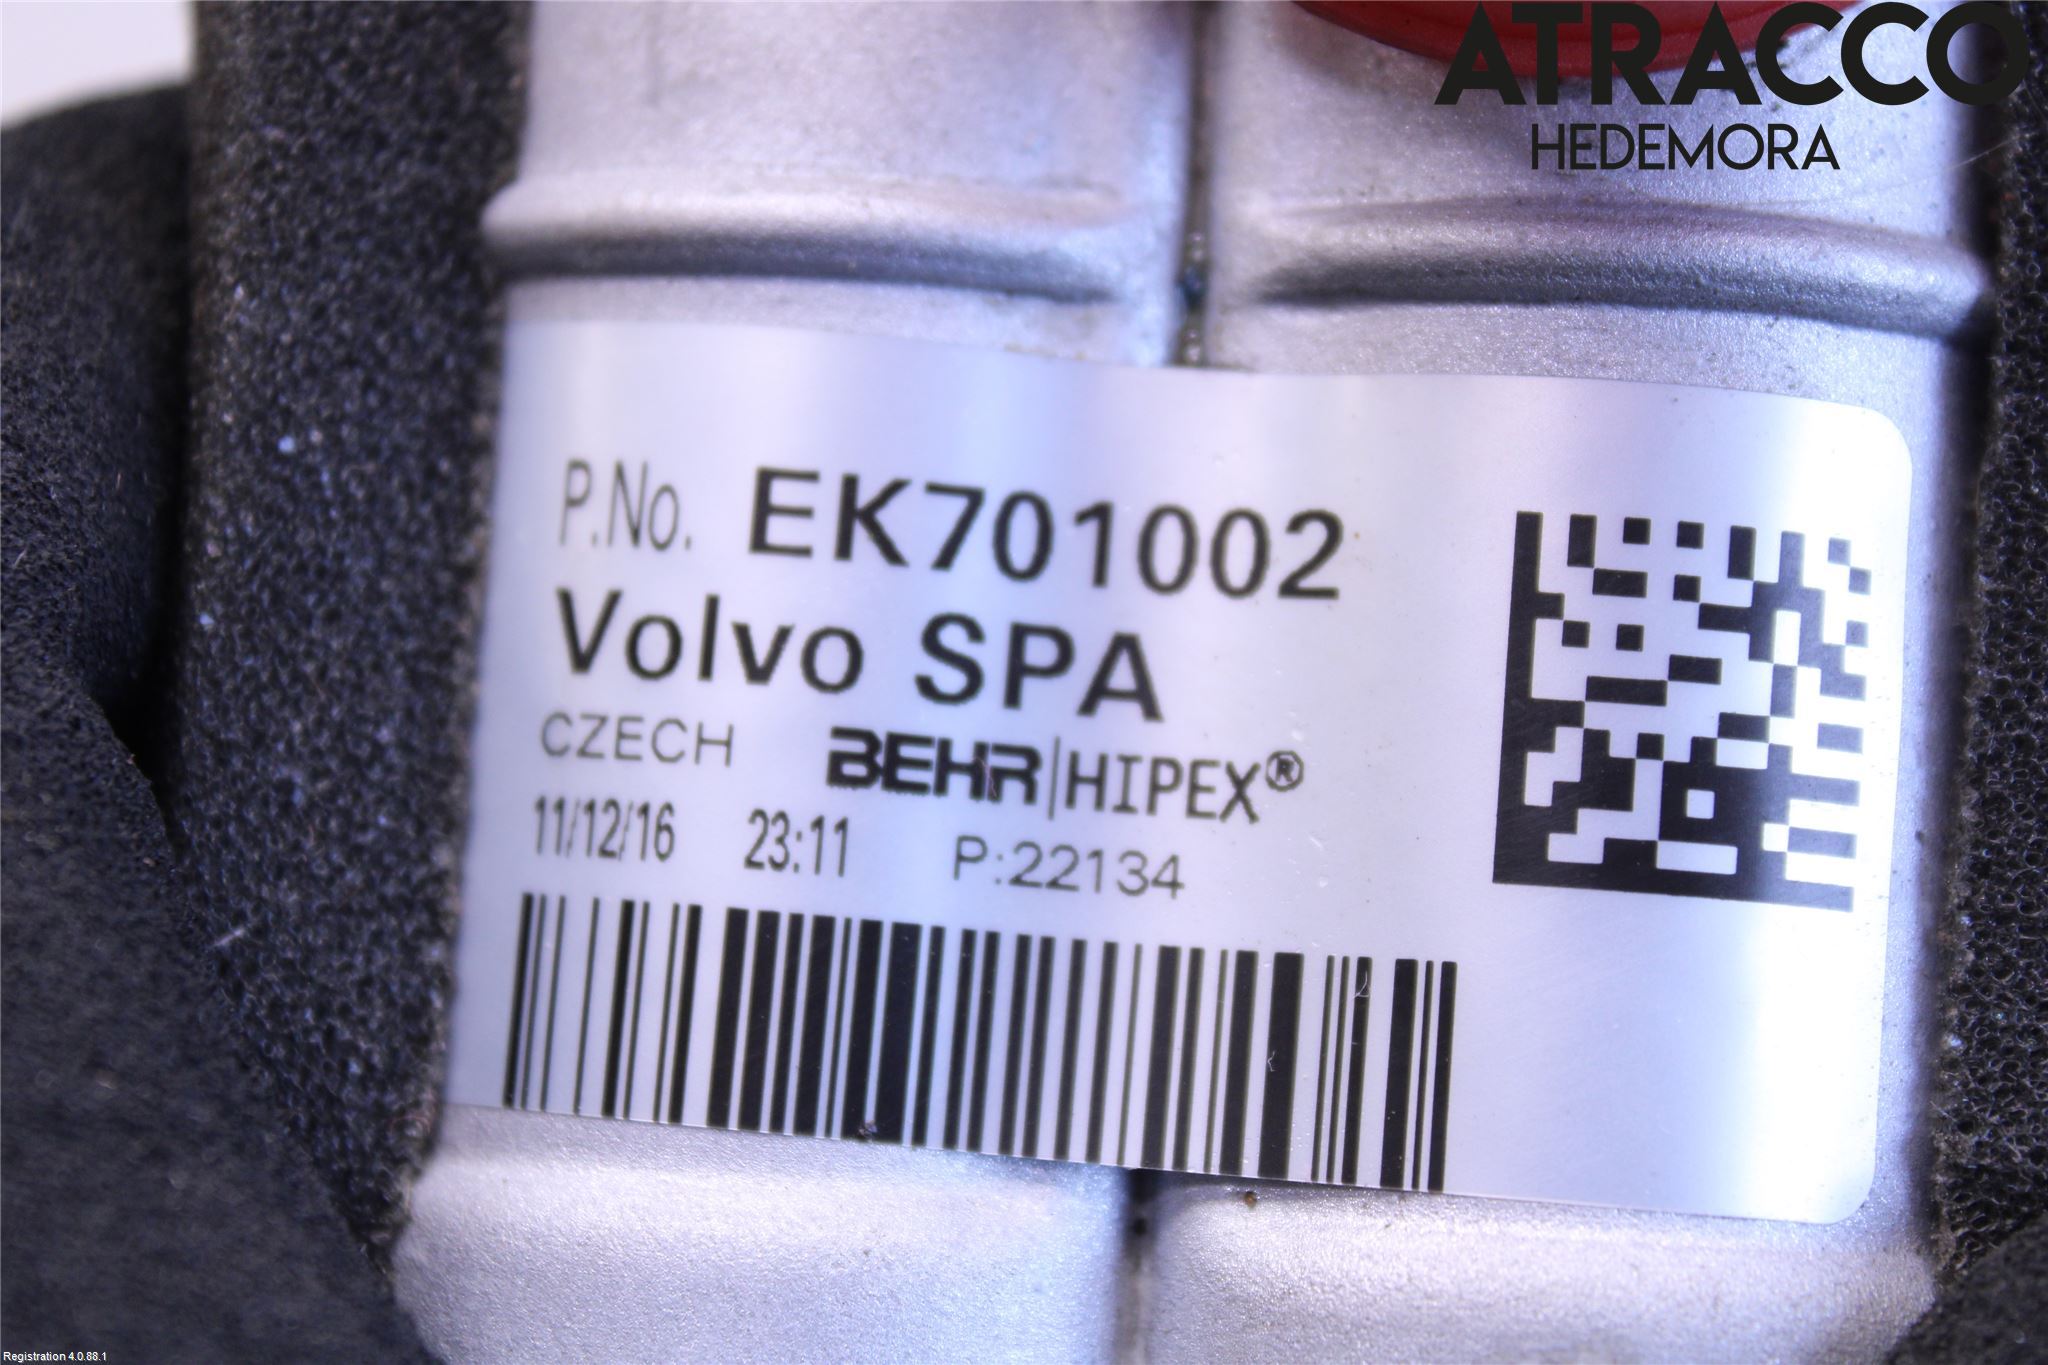 ATRACCO
HEDEMORA
P.No. EK701002
Volvo SPA
CZECH BEHR|HIPEX®
11/12/16 23:11 P:22134
Registration 4.0.88.1